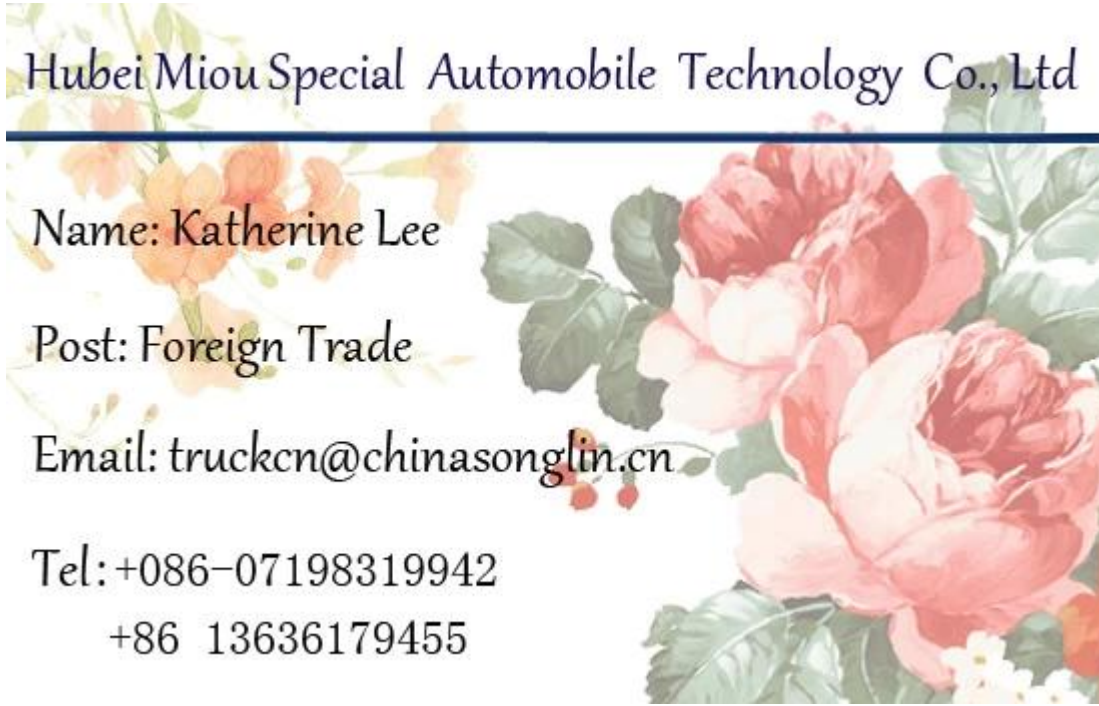 Hubei Miou Special Automobile Technology Co., Ltd
Name: Katherine Lee
Post: Foreign Trade
Email: truckcn@chinasonglin.cn
Tel: +086-07198319942
+86 13636179455